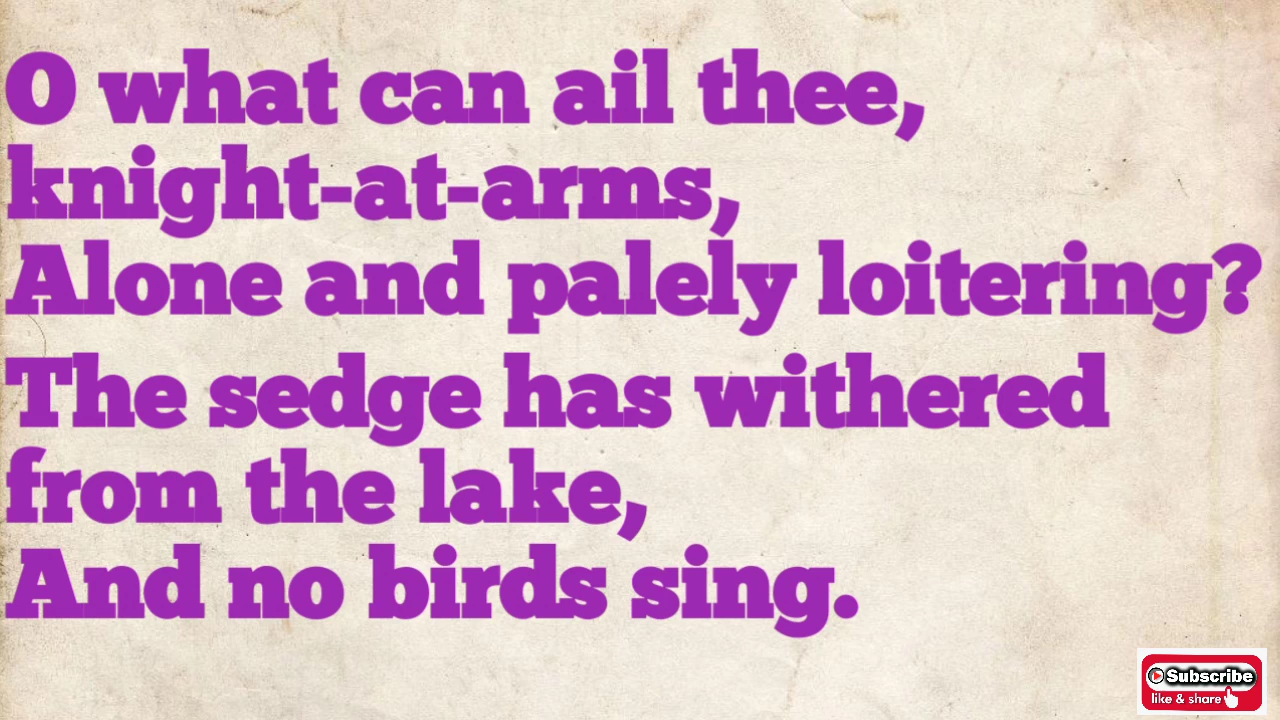 O what can ail thee,
knight-at-arms,
Alone and palely loitering?
The sedge has withered
from the lake,
And no birds sing.
Subscribe
like & share